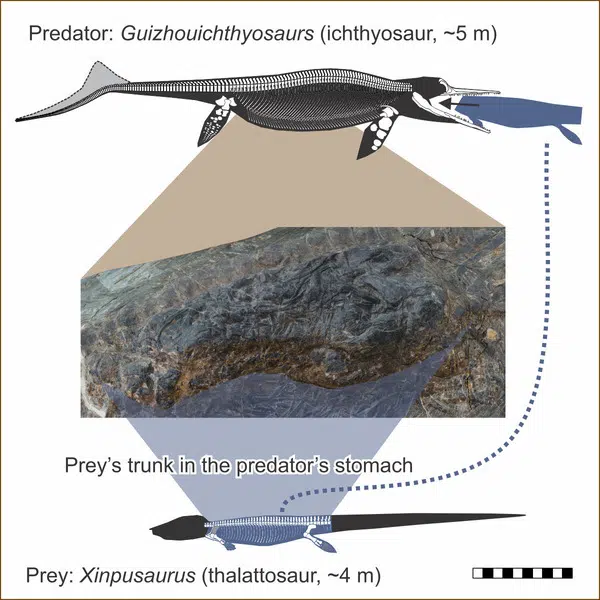 Predator: Guizhouichthyosaurs (ichthyosaur, ~5 m)
Prey's trunk in the predator's stomach
Prey: Xinpusaurus (thalattosaur, ~4 m)